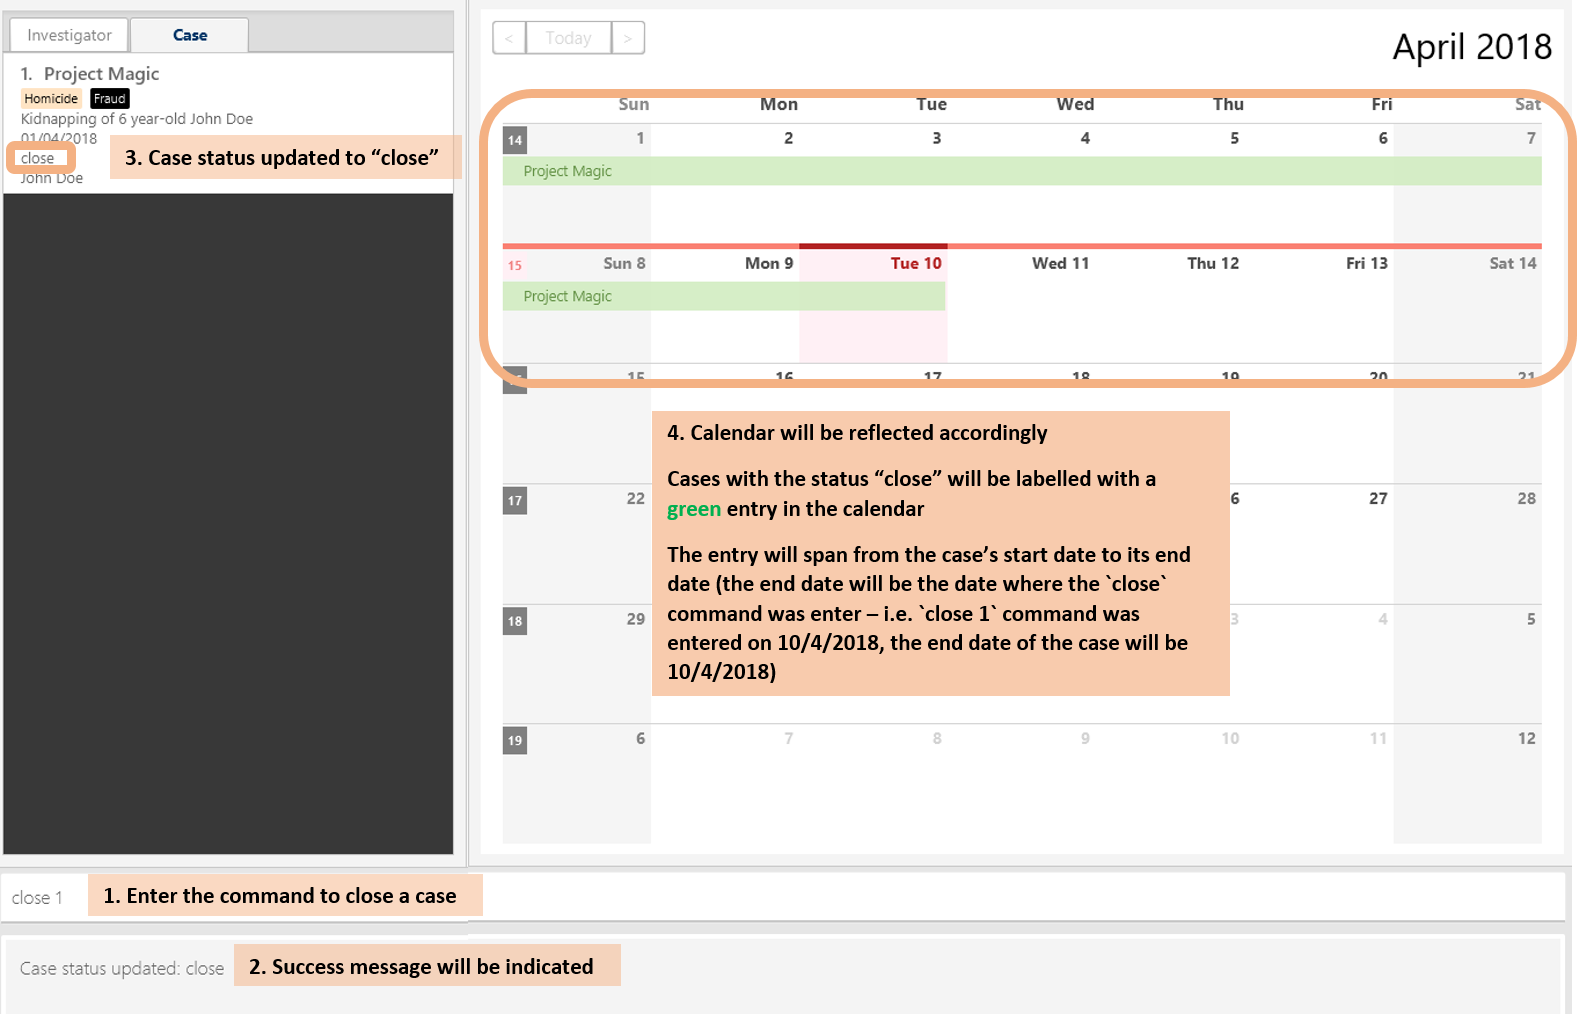 Investigator
Case
1. Project Magic
Homicide Fraud
Kidnapping of 6 year-old John Doe
01/04/2018
close
John Doe
3. Case status updated to “close”
< Today >
April 2018
Sun Mon Tue Wed Thu Fri Sat
14 1 2 3 4 5 6 7
Project Magic
15 Sun 8 Mon 9 Tue 10 Wed 11 Thu 12 Fri 13 Sat 14
Project Magic
15 16 17 18 19 20 21
4. Calendar will be reflected accordingly
Cases with the status “close” will be labelled with a
green entry in the calendar
The entry will span from the case’s start date to its end
date (the end date will be the date where the `close`
command was enter – i.e. `close 1` command was
entered on 10/4/2018, the end date of the case will be
10/4/2018)
17 22 6 27 28
18 29 3 4 5
19 6 7 8 9 10 11 12
close 1
1. Enter the command to close a case
Case status updated: close
2. Success message will be indicated